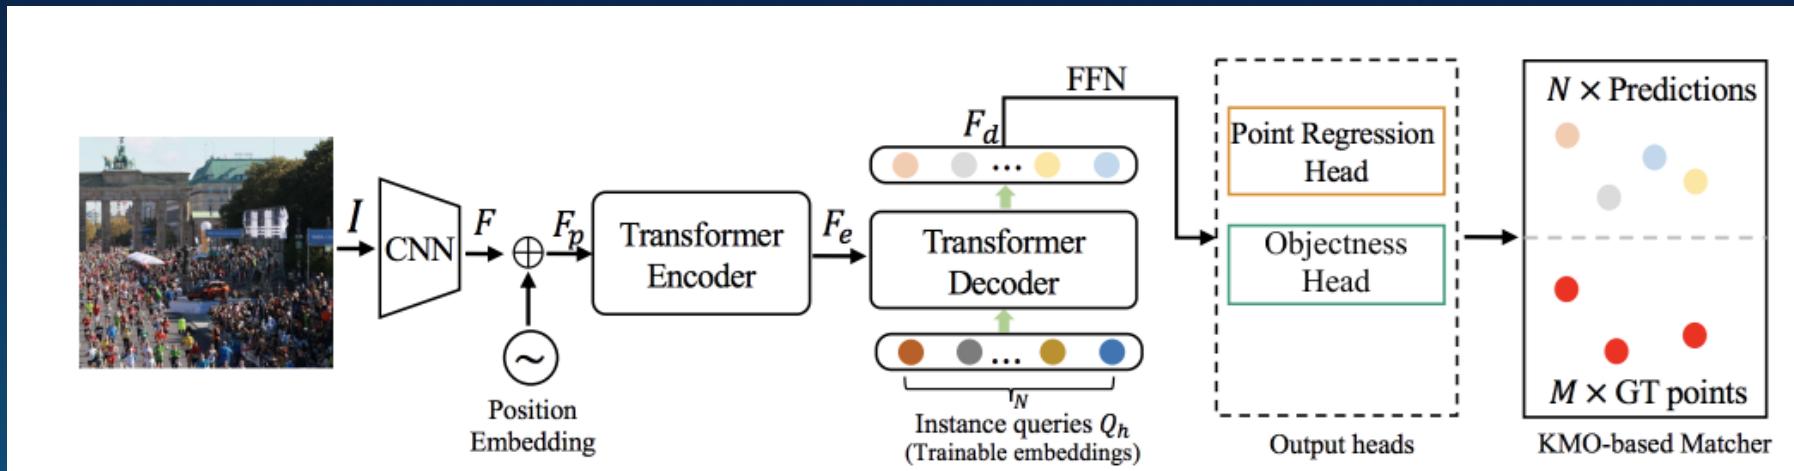 I
CNN
F
F_p
Position
Embedding
Transformer
Encoder
F_e
F_d
FFN
Transformer
Decoder
...
...
N
Instance queries Q_h
(Trainable embeddings)
Point Regression
Head
Objectness
Head
Output heads
N × Predictions
M × GT points
KMO-based Matcher